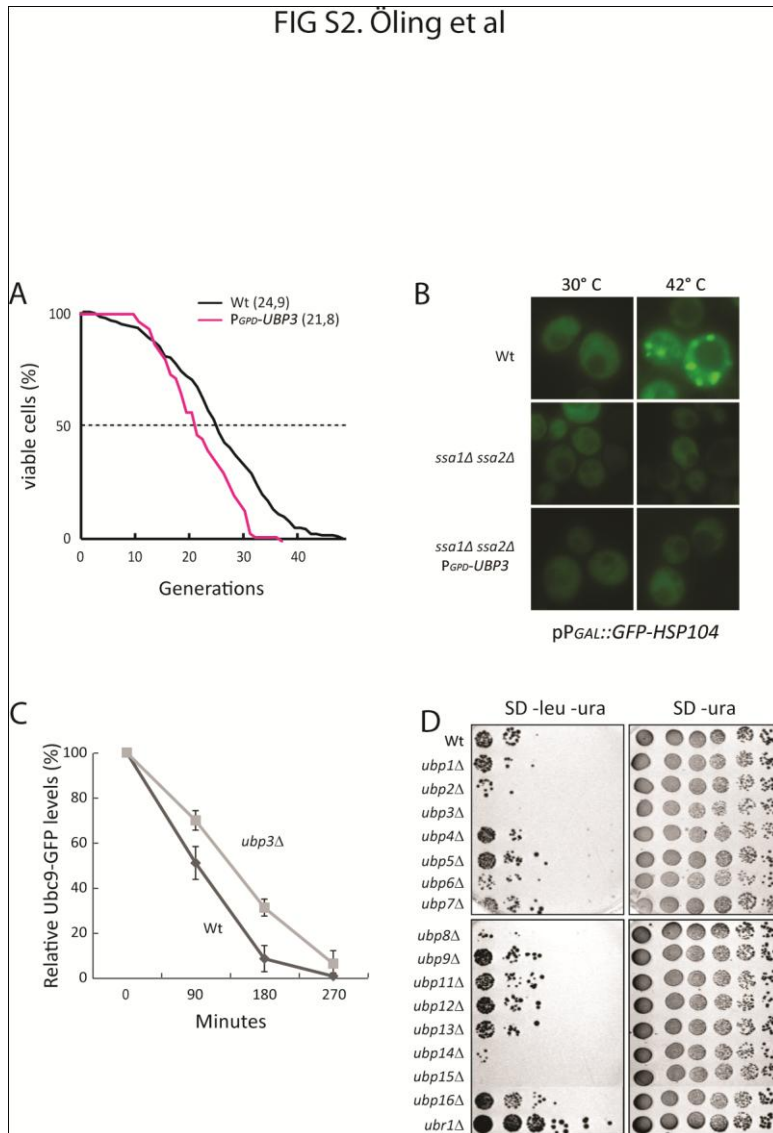 FIG S2. Öling et al
A
Wt (24,9)
PGPD-UBP3 (21,8)
viable cells (%)
100
50
0
0 10 20 30 40
Generations
B
30° C 42° C
Wt
ssa1Δ ssa2Δ
ssa1Δ ssa2Δ
PGPD-UBP3
pPGAL::GFP-HSP104
C
Relative Ubc9-GFP levels (%)
100
80
60
40
20
0
ubp3Δ
Wt
0 90 180 270
Minutes
D
SD -leu -ura SD -ura
Wt
ubp1Δ
ubp2Δ
ubp3Δ
ubp4Δ
ubp5Δ
ubp6Δ
ubp7Δ
ubp8Δ
ubp9Δ
ubp11Δ
ubp12Δ
ubp13Δ
ubp14Δ
ubp15Δ
ubp16Δ
ubr1Δ